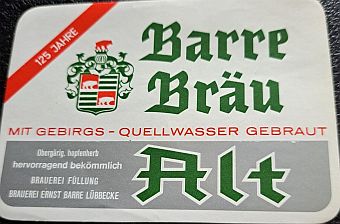 125 JAHRE
Barre
Bräu
MIT GEBIRGS - QUELLWASSER GEBRAUT
Obergärig, hopfenherb
hervorragend bekömmlich
BRAUEREI FÜLLUNG
BRAUEREI ERNST BARRE LÜBBECKE
Alt